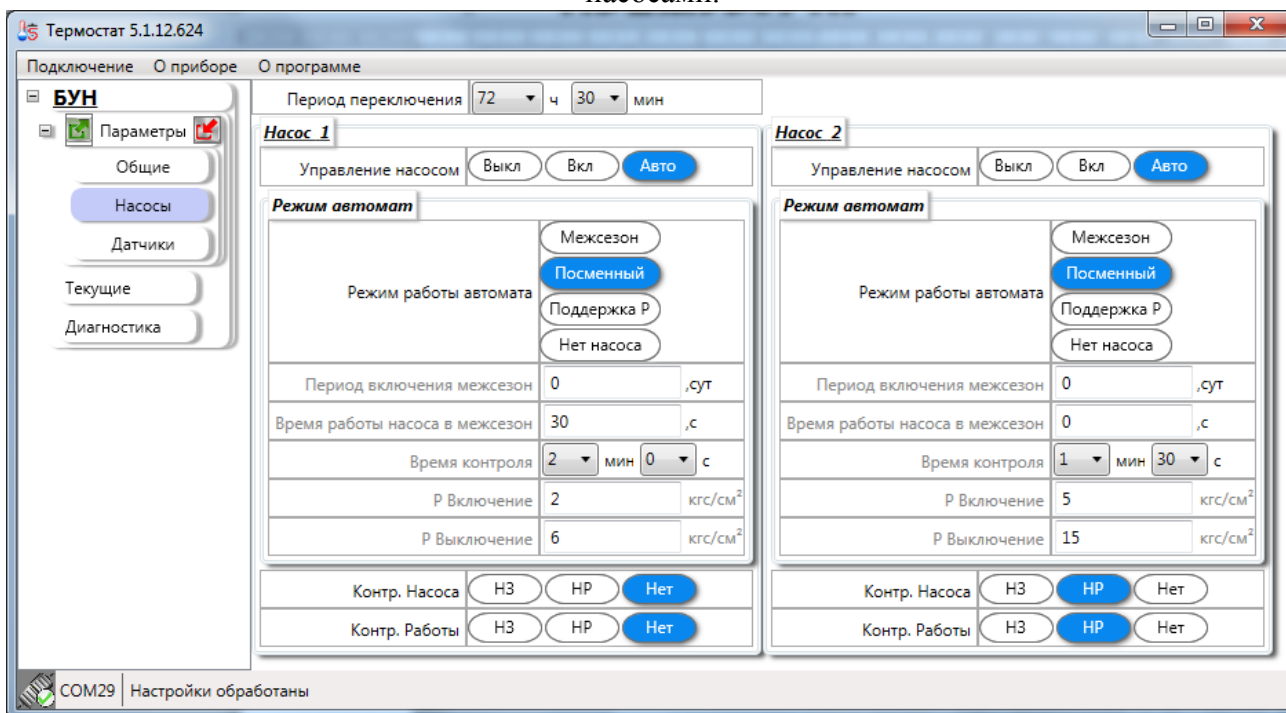 насосами.
Термостат 5.1.12.624
Подключение О приборе О программе
БУН
Параметры
Общие
Насосы
Датчики
Текущие
Диагностика
Период переключения 72 ч 30 мин
Насос 1
Управление насосом Выкл Вкл Авто
Режим автомат
Режим работы автомата
Межсезон
Посменный
Поддержка Р
Нет насоса
Период включения межсезон 0 ,сут
Время работы насоса в межсезон 30 ,с
Время контроля 2 мин 0 с
Р Включение 2 кгс/см²
Р Выключение 6 кгс/см²
Контр. Насоса НЗ НР Нет
Контр. Работы НЗ НР Нет
Насос 2
Управление насосом Выкл Вкл Авто
Режим автомат
Режим работы автомата
Межсезон
Посменный
Поддержка Р
Нет насоса
Период включения межсезон 0 ,сут
Время работы насоса в межсезон 0 ,с
Время контроля 1 мин 30 с
Р Включение 5 кгс/см²
Р Выключение 15 кгс/см²
Контр. Насоса НЗ НР Нет
Контр. Работы НЗ НР Нет
COM29 Настройки обработаны